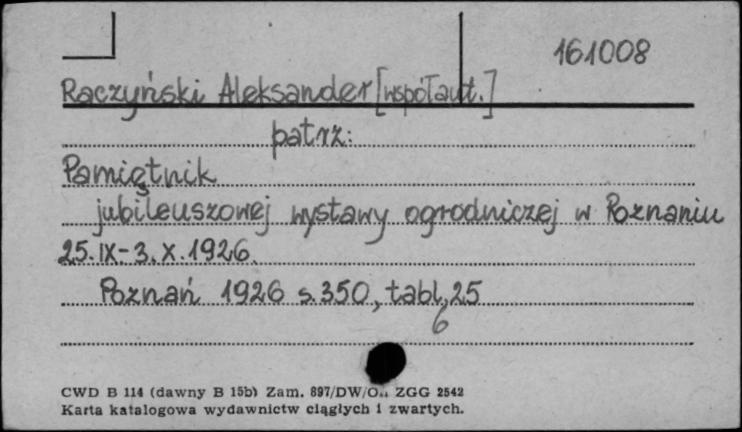 161008
Raczyński Aleksander [współaut.]
patrz:
Pamiętnik
jubileuszowej wystawy ogrodniczej w Poznaniu
25.IX-3.X.1926.
Poznań 1926 s.350, tabl, 25
6
CWD B 114 (dawny B 15b) Zam. 897/DW/O.. ZGG 2542
Karta katalogowa wydawnictw ciągłych i zwartych.